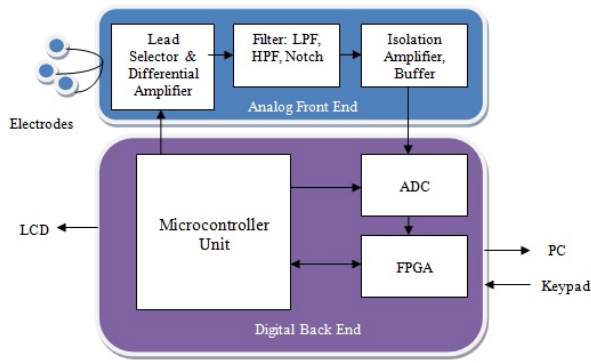 Lead
Selector &
Differential
Amplifier
Filter: LPF,
HPF, Notch
Isolation
Amplifier,
Buffer
Analog Front End
Electrodes
Microcontroller
Unit
ADC
FPGA
LCD
PC
Keypad
Digital Back End